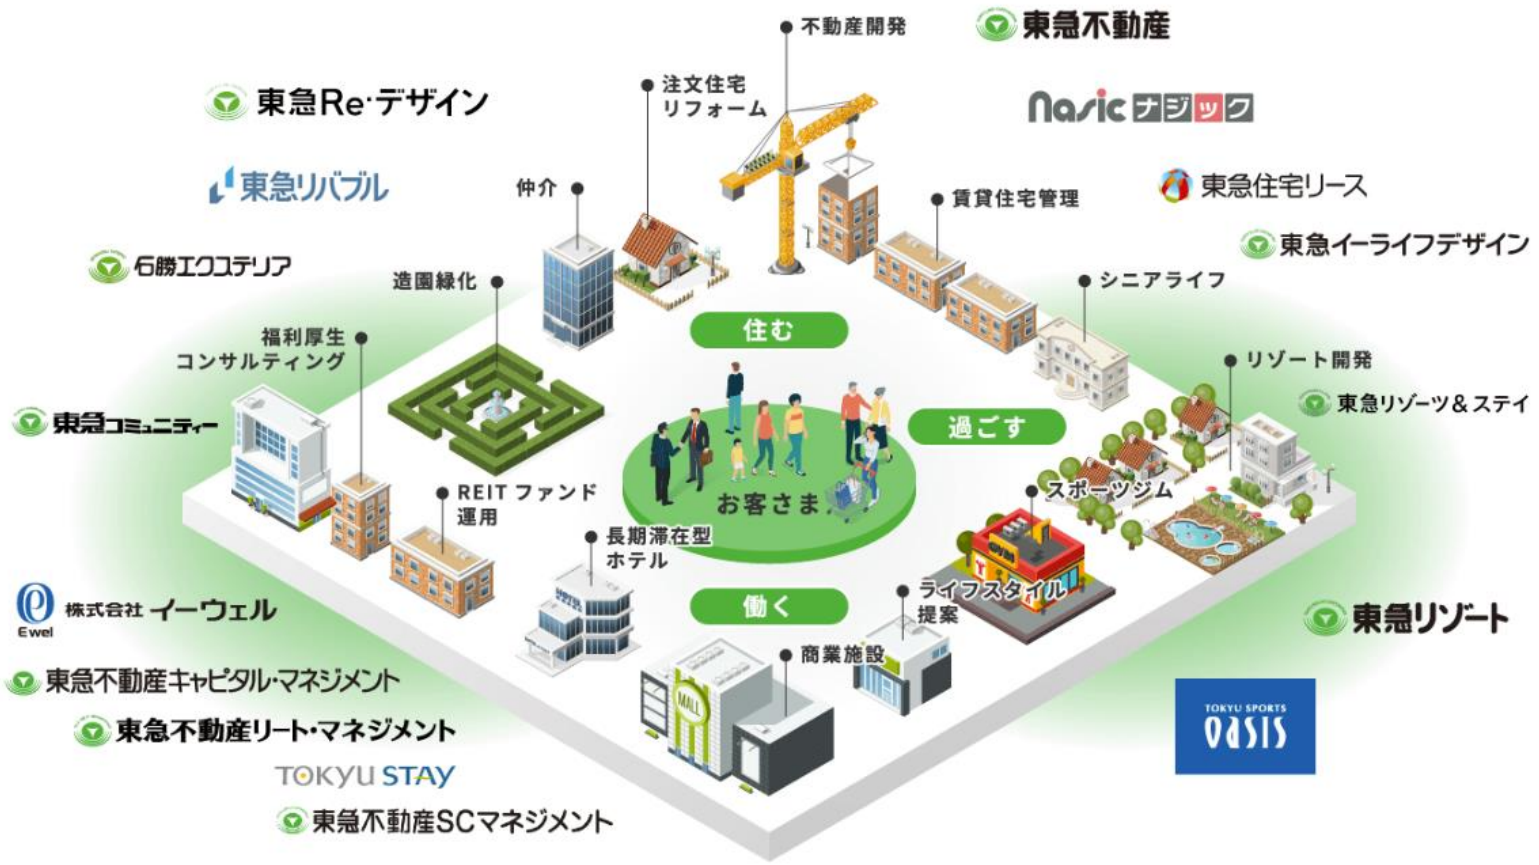 不動産開発
東急不動産
注文住宅
リフォーム
東急Re・デザイン
Nasic ナジック
東急リバブル
仲介
賃貸住宅管理
東急住宅リース
東急イーライフデザイン
石勝エクステリア
造園緑化
シニアライフ
住む
福利厚生
コンサルティング
リゾート開発
東急リゾーツ&ステイ
東急コミュニティー
過ごす
お客さま
REIT ファンド
運用
スポーツジム
GYM
長期滞在型
ホテル
HOTEL
ライフスタイル
提案
働く
Ewel
株式会社 イーウェル
東急リゾート
商業施設
MALL
東急不動産キャピタル・マネジメント
東急不動産リート・マネジメント
TOKYU SPORTS
OASIS
TOKYU STAY
東急不動産SCマネジメント